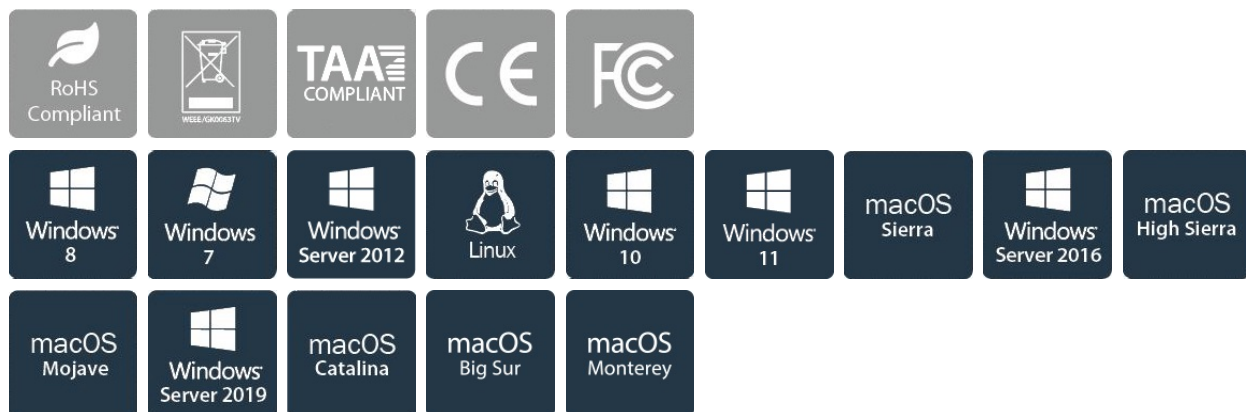 RoHS
Compliant
WEEE/GK0063TV
TAA
COMPLIANT
CE
FC
Windows
8
Windows
7
Windows
Server 2012
Linux
Windows
10
Windows
11
macOS
Sierra
Windows
Server 2016
macOS
High Sierra
macOS
Mojave
Windows
Server 2019
macOS
Catalina
macOS
Big Sur
macOS
Monterey